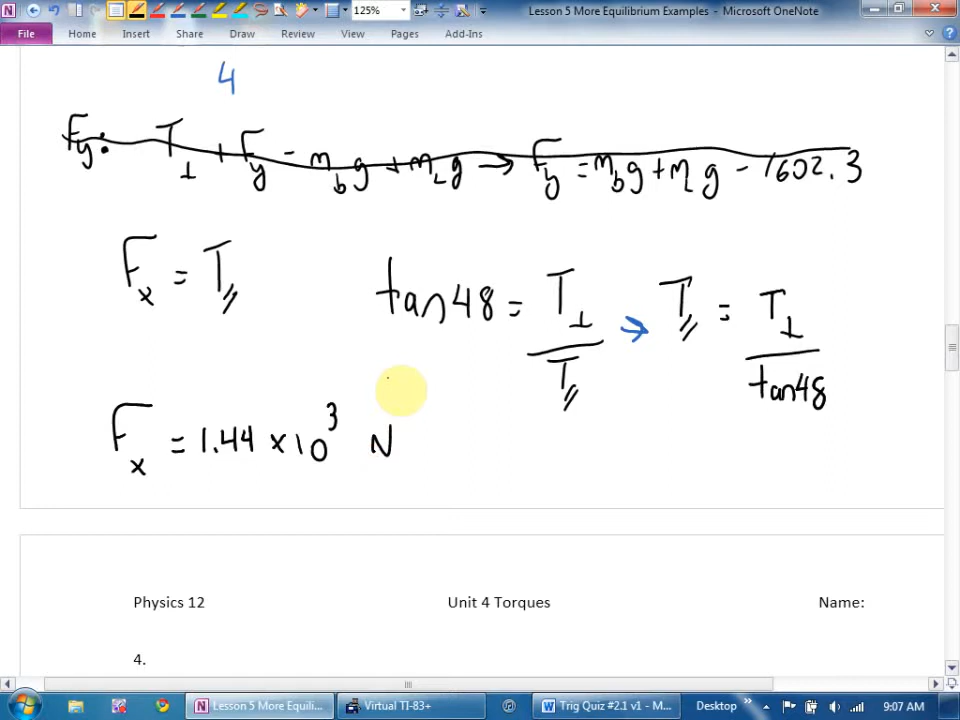 Lesson 5 More Equilibrium Examples - Microsoft OneNote
125%
File Home Insert Share Draw Review View Pages Add-Ins
4
Fy: T⊥ + Fy - mbg + mLg → Fy = mbg + mLg - 1602.3
Fx = T∥
tan48 = T⊥ / T∥ → T∥ = T⊥ / tan48
Fx = 1.44 × 10³ N
Physics 12 Unit 4 Torques Name:
4.
Lesson 5 More Equili... Virtual TI-83+ Trig Quiz #2.1 v1 - M... Desktop 9:07 AM